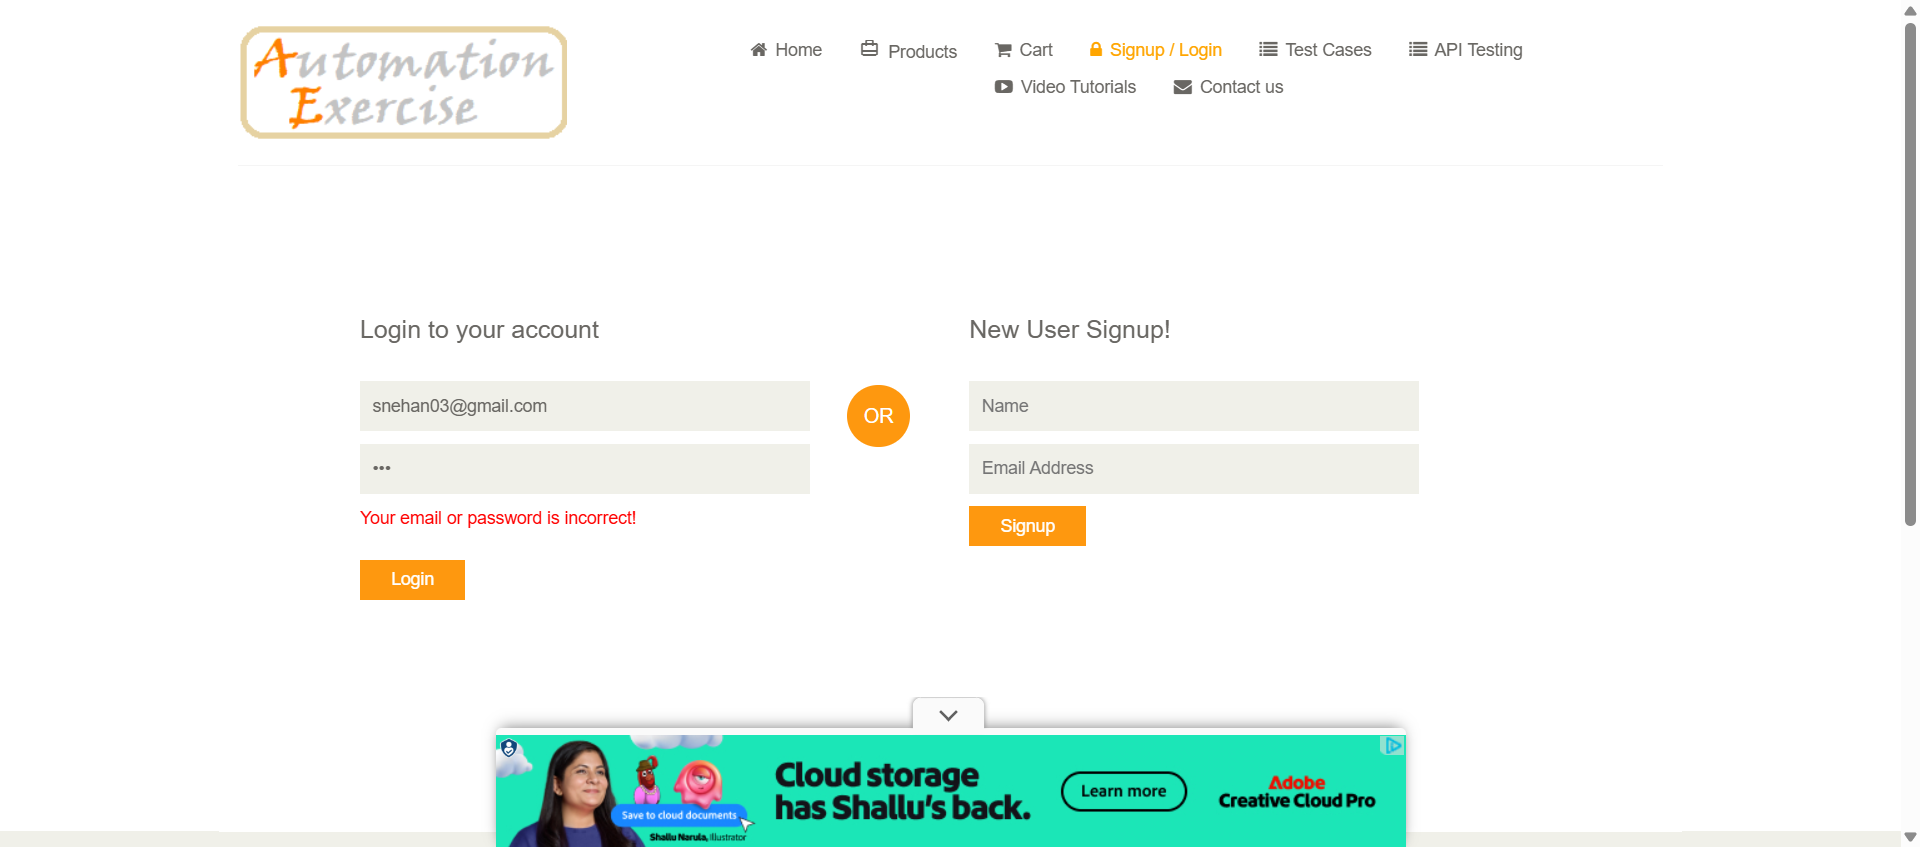 Automation
Exercise
Home
Products
Cart
Signup / Login
Test Cases
API Testing
Video Tutorials
Contact us
Login to your account
snehan03@gmail.com
•••
Your email or password is incorrect!
Login
OR
New User Signup!
Name
Email Address
Signup
Save to cloud documents
Shallu Narula, Illustrator
Cloud storage
has Shallu's back.
Learn more
Adobe
Creative Cloud Pro